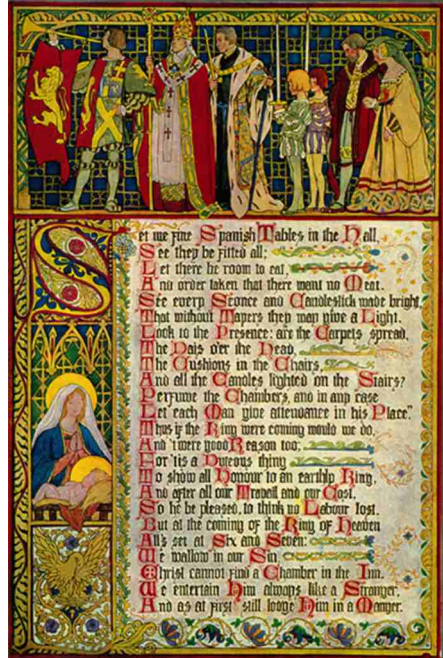 Set me fine Spanish Tables in the Hall,
See they be fitted all;
Let there be room to eat,
And order taken that there want no Meat.
See every Sconce and Candlestick made bright,
That without Tapers they may give a Light.
Look to the Presence: are the Carpets spread,
The Dais o'er the Head,
The Cushions in the Chairs,
And all the Candles lighted on the Stairs?
Perfume the Chambers, and in any case
Let each Man give attendance in his Place."
Thus if the King were coming would we do,
And 'twere good Reason too;
For 'tis a Duteous thing
To show all Honour to an earthly King,
And after all our Travail and our Cost,
So he be pleased, to think no Labour lost.
But at the coming of the King of Heaven
All's set at Six and Seven:
We wallow in our Sin
Christ cannot find a Chamber in the Inn.
We entertain Him always like a Stranger,
And as at first still lodge Him in a Manger.